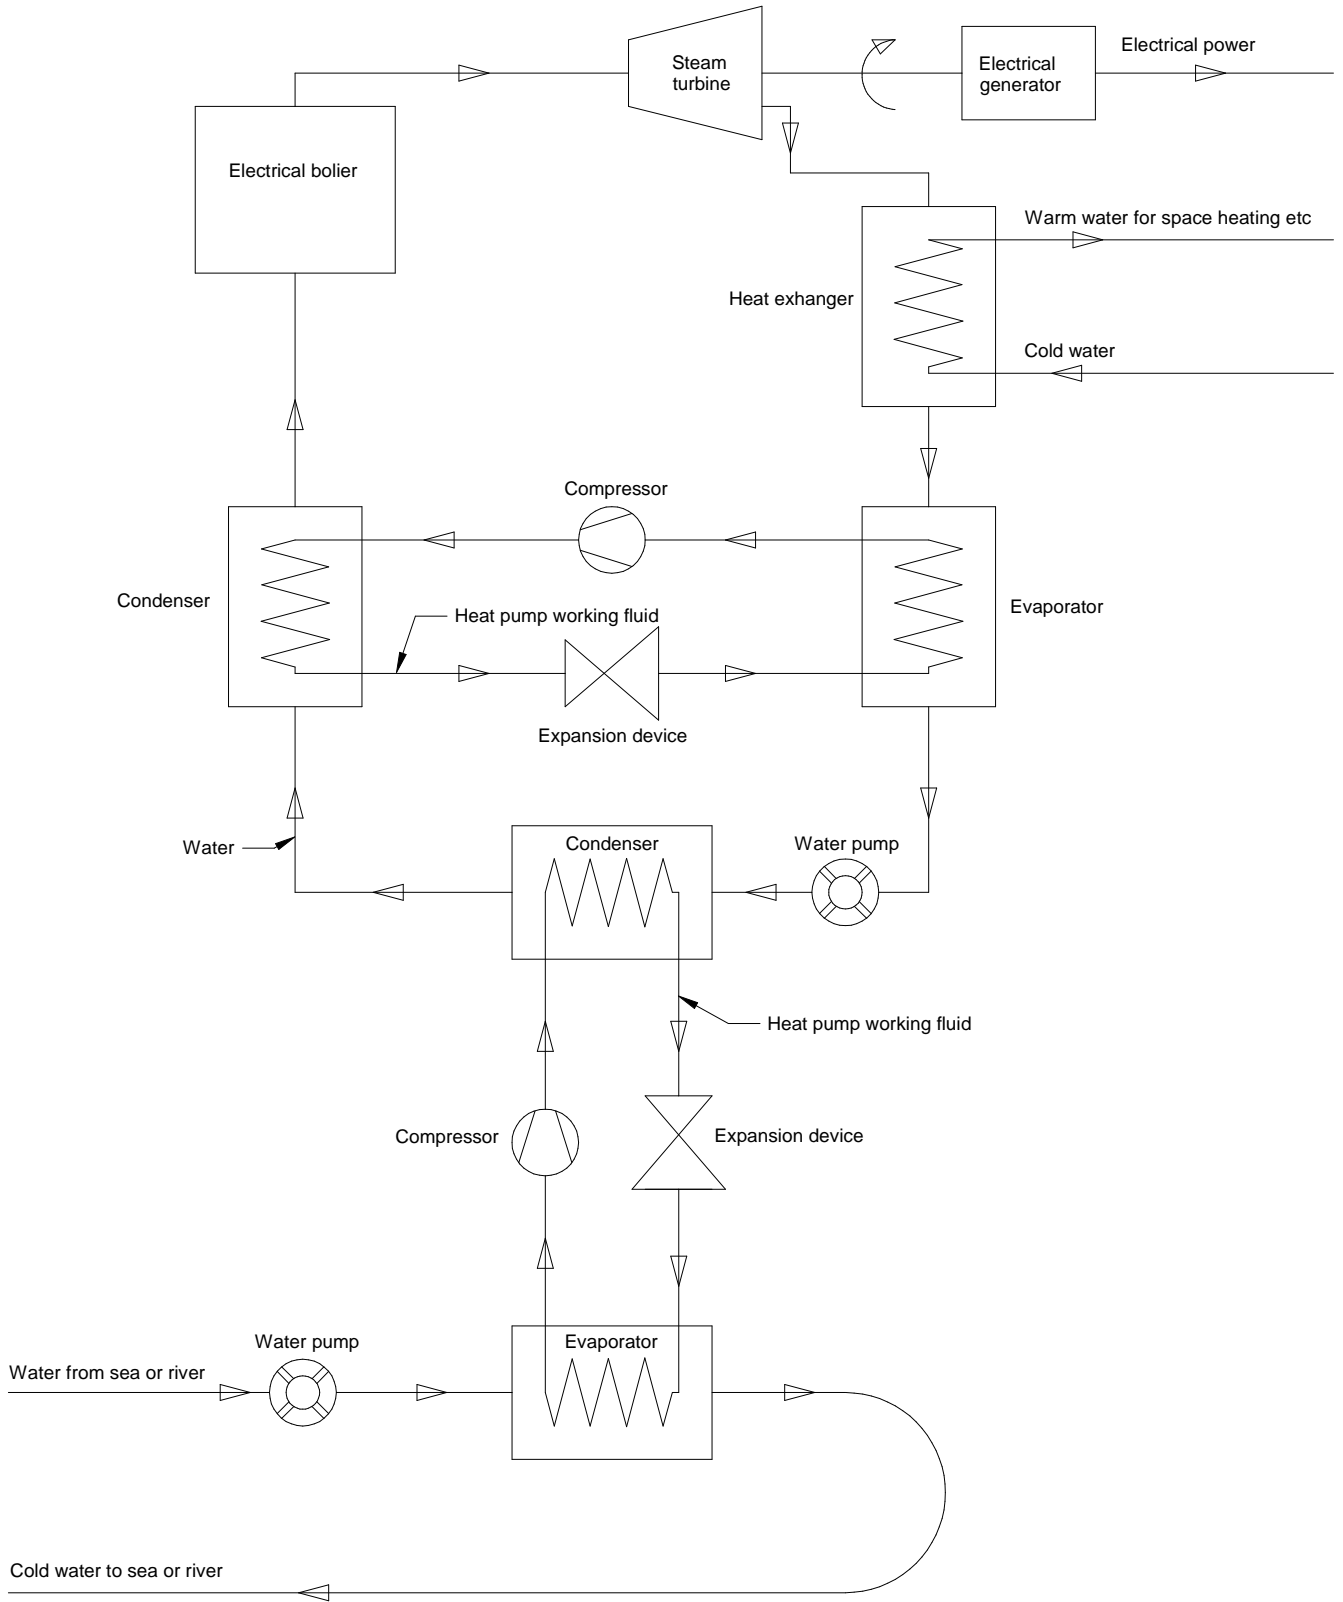 Electrical power
Steam
turbine
Electrical
generator
Electrical bolier
Warm water for space heating etc
Heat exhanger
Cold water
Compressor
Condenser
Heat pump working fluid
Evaporator
Expansion device
Water
Condenser
Water pump
Heat pump working fluid
Compressor
Expansion device
Water pump
Evaporator
Water from sea or river
Cold water to sea or river